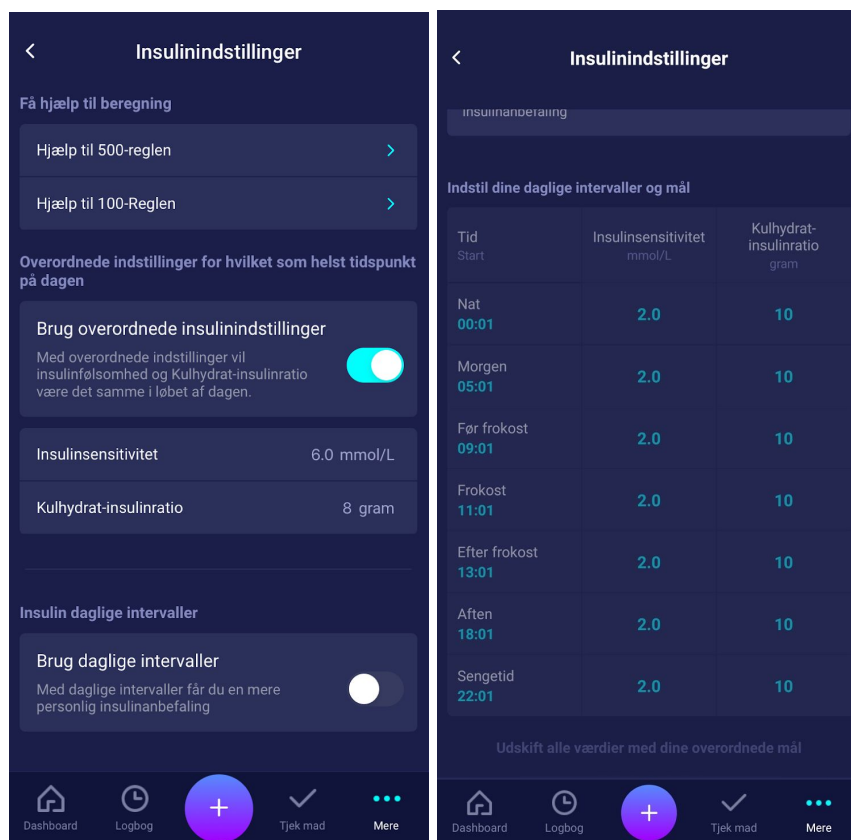 Insulinindstillinger
Få hjælp til beregning
Hjælp til 500-reglen
Hjælp til 100-Reglen
Overordnede indstillinger for hvilket som helst tidspunkt
på dagen
Brug overordnede insulinindstillinger
Med overordnede indstillinger vil
insulinfølsomhed og Kulhydrat-insulinratio
være det samme i løbet af dagen.
Insulinsensitivitet 6.0 mmol/L
Kulhydrat-insulinratio 8 gram
Insulin daglige intervaller
Brug daglige intervaller
Med daglige intervaller får du en mere
personlig insulinanbefaling
Dashboard Logbog + Tjek mad Mere
Insulinindstillinger
insulinanbefaling
Indstil dine daglige intervaller og mål
Tid Insulinsensitivitet Kulhydrat-
Start mmol/L insulinratio
gram
Nat
00:01 2.0 10
Morgen
05:01 2.0 10
Før frokost
09:01 2.0 10
Frokost
11:01 2.0 10
Efter frokost
13:01 2.0 10
Aften
18:01 2.0 10
Sengetid
22:01 2.0 10
Udskift alle værdier med dine overordnede mål
Dashboard Logbog + Tjek mad Mere